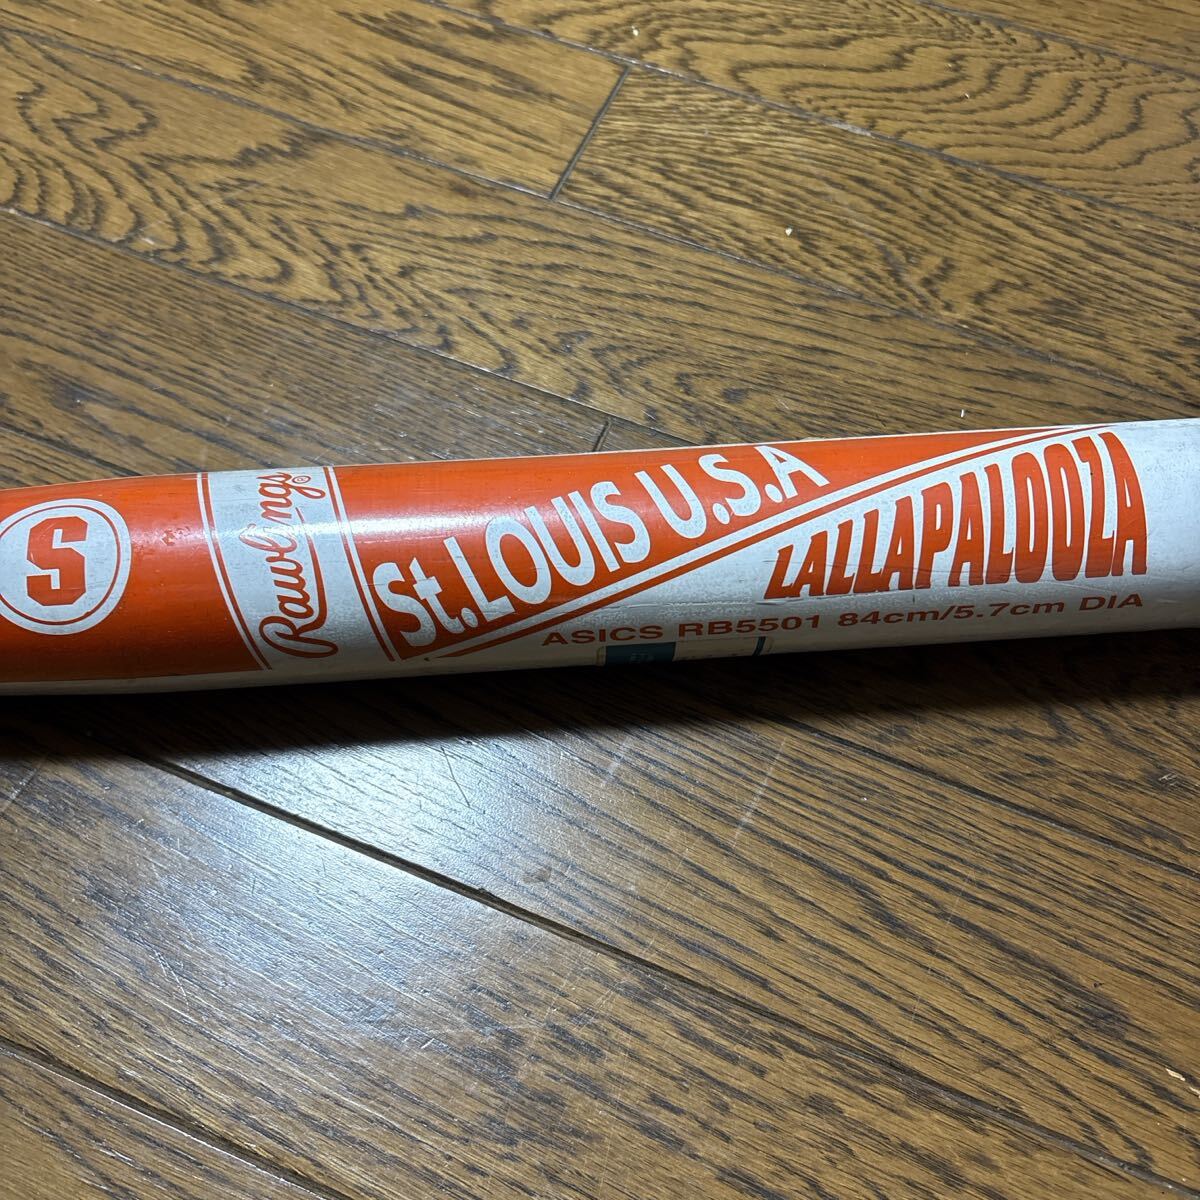 S
Rawlings®
St.LOUIS U.S.A
LALLAPALOOZA
ASICS RB5501 84cm/5.7cm DIA